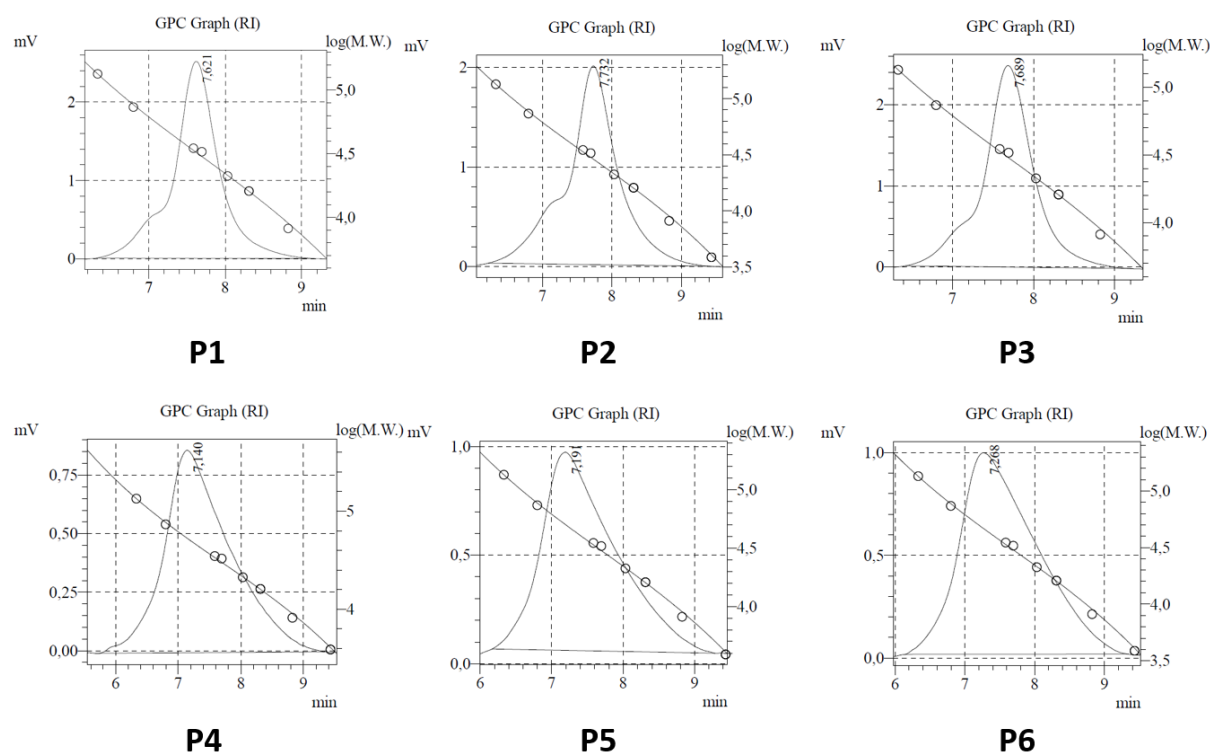 GPC Graph (RI)
mV
log(M.W.)
7,621
5,0
4,5
4,0
2
1
0
7
8
9
min
P1
GPC Graph (RI)
mV
log(M.W.)
7,732
5,0
4,5
4,0
3,5
2
1
0
7
8
9
min
P2
GPC Graph (RI)
mV
log(M.W.)
7,689
5,0
4,5
4,0
2
1
0
7
8
9
min
P3
GPC Graph (RI)
mV
log(M.W.)
7,140
5
4
0,75
0,50
0,25
0,00
6
7
8
9
min
P4
GPC Graph (RI)
mV
log(M.W.)
7,191
5,0
4,5
4,0
1,0
0,5
0,0
6
7
8
9
min
P5
GPC Graph (RI)
mV
log(M.W.)
7,268
5,0
4,5
4,0
3,5
1,0
0,5
0,0
6
7
8
9
min
P6